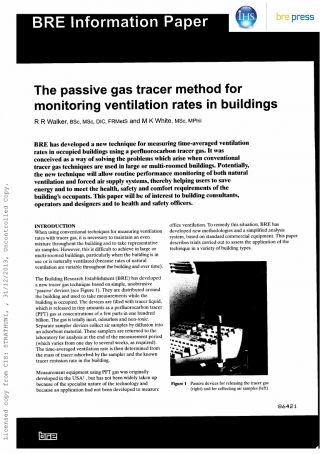 BRE Information Paper
IHS
bre press
The passive gas tracer method for
monitoring ventilation rates in buildings
R R Walker, BSc, MSc, DIC, FRMetS and M K White, MSc, MPhil
BRE has developed a new technique for measuring time-averaged ventilation
rates in occupied buildings using a perfluorocarbon tracer gas. It was
conceived as a way of solving the problems which arise when conventional
tracer gas techniques are used in large or multi-roomed buildings. Potentially,
the new technique will allow routine performance monitoring of both natural
ventilation and forced air supply systems, thereby helping users to save
energy and to meet the health, safety and comfort requirements of the
building's occupants. This paper will be of interest to building consultants,
operators and designers and to health and safety officers.
INTRODUCTION
When using conventional techniques for measuring ventilation
rates with tracer gas, it is necessary to maintain an even
mixture throughout the building and to take representative
air samples. However, this is difficult to achieve in large or
multi-roomed buildings, particularly when the building is in
use or is naturally ventilated (because rates of natural
ventilation are variable throughout the building and over time).
The Building Research Establishment (BRE) has developed
a new tracer gas technique based on simple, unobtrusive
'passive' devices (see Figure 1). They are distributed around
the building and used to take measurements while the
building is occupied. The devices are filled with tracer liquid,
which is released in tiny amounts as a perfluorocarbon tracer
(PFT) gas at concentrations of a few parts in one hundred
billion. The gas is totally inert, odourless and non-toxic.
Separate sampler devices collect air samples by diffusion into
an adsorbent material. These samplers are returned to the
laboratory for analysis at the end of the measurement period
(which varies from one day to several weeks, as required).
The time-averaged ventilation rate is then determined from
the mass of tracer adsorbed by the sampler and the known
tracer emission rate in the building.
Measurement equipment using PFT gas was originally
developed in the USA¹, but has not been widely taken up
because of the specialist nature of the technology and
because an application had not been developed to measure
office ventilation. To remedy this situation, BRE has
developed new methodologies and a simplified analysis
system, based on standard commercial equipment. This paper
describes trials carried out to assess the application of the
technique in a variety of building types.
Figure 1 Passive device for releasing the tracer gas
(right) and for collecting air samples (left)
86421
bre
Licensed copy from CIS: STRATHUNI, , 31/12/2013, Uncontrolled Copy.